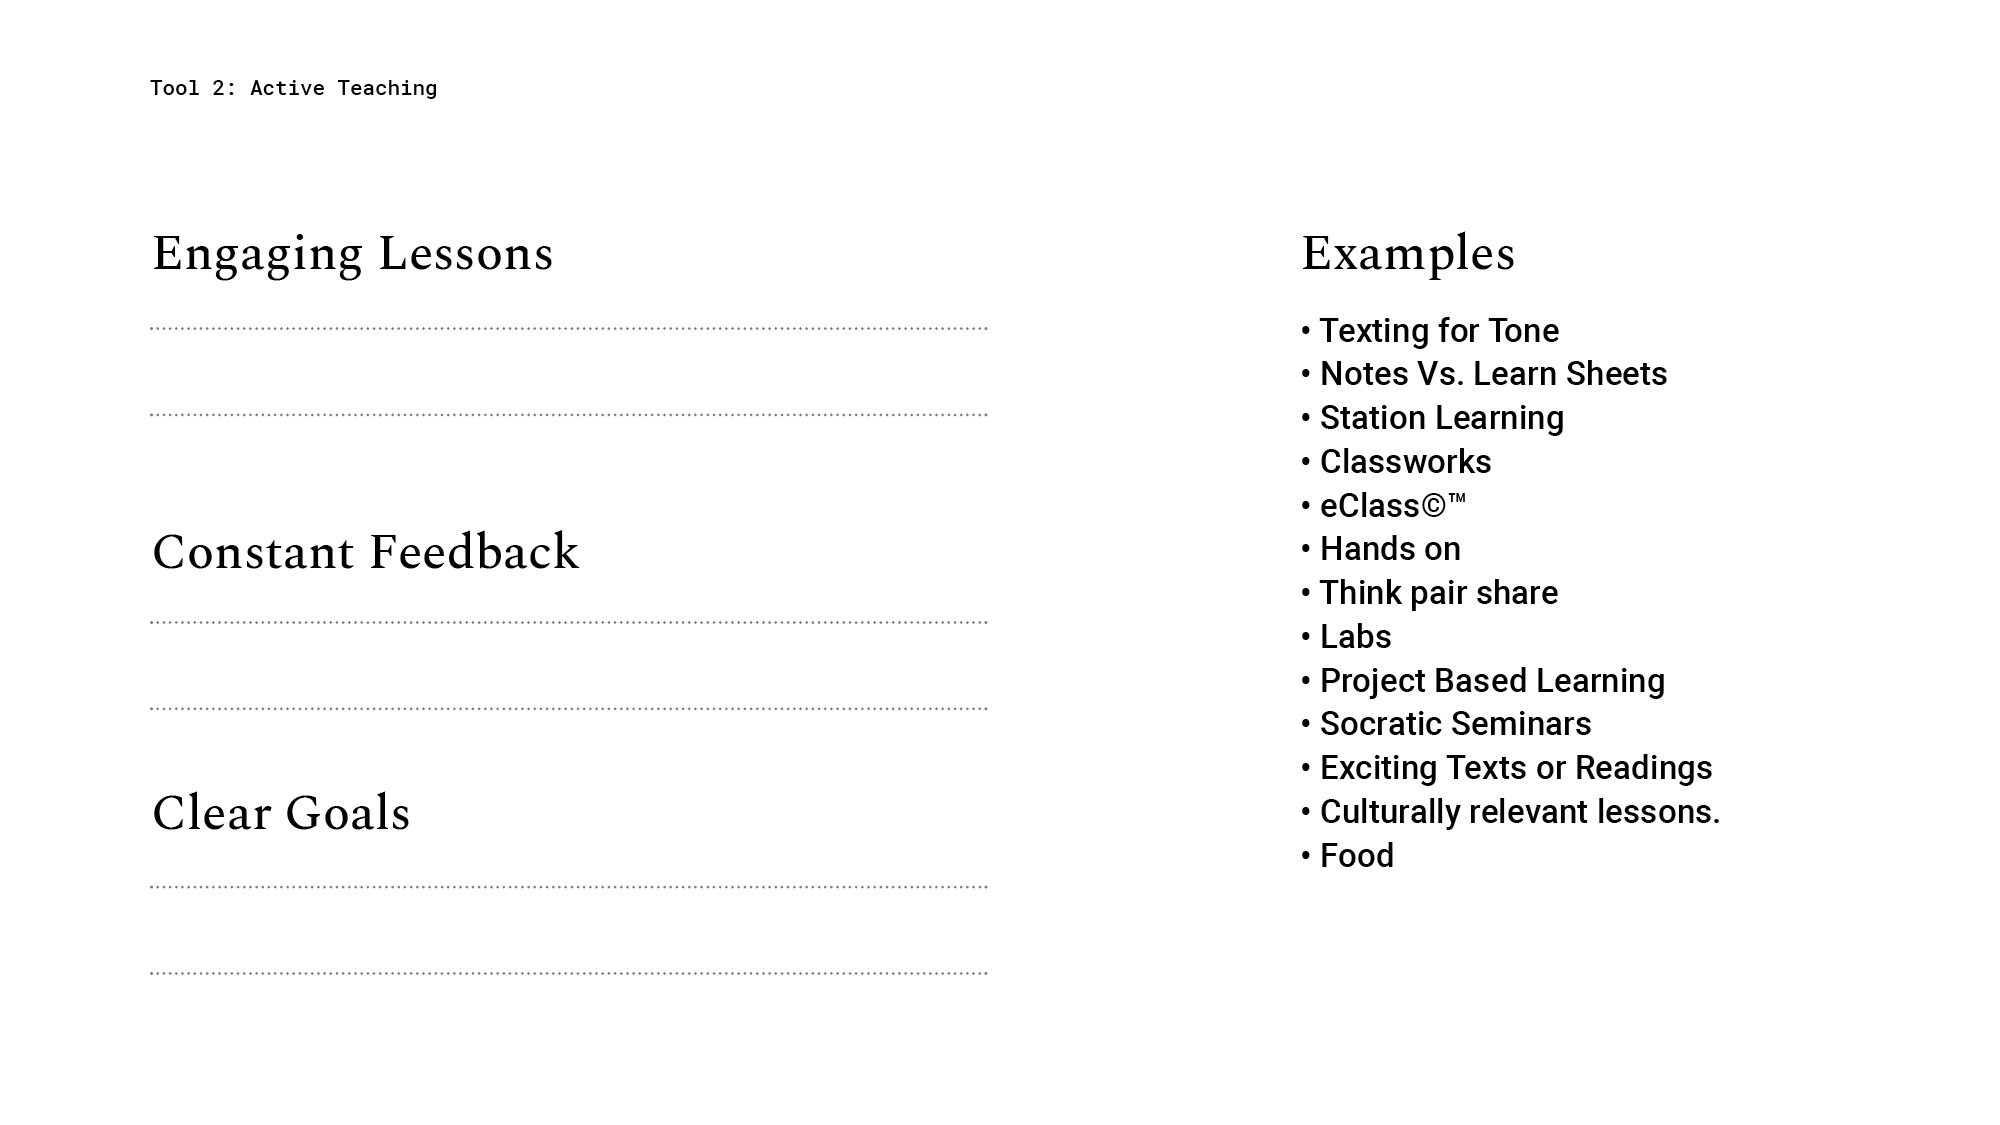 Tool 2: Active Teaching
Engaging Lessons
Constant Feedback
Clear Goals
Examples
• Texting for Tone
• Notes Vs. Learn Sheets
• Station Learning
• Classworks
• eClass©™
• Hands on
• Think pair share
• Labs
• Project Based Learning
• Socratic Seminars
• Exciting Texts or Readings
• Culturally relevant lessons.
• Food